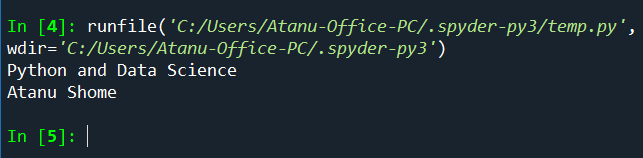 In [4]: runfile('C:/Users/Atanu-Office-PC/.spyder-py3/temp.py',
wdir='C:/Users/Atanu-Office-PC/.spyder-py3')
Python and Data Science
Atanu Shome
In [5]: